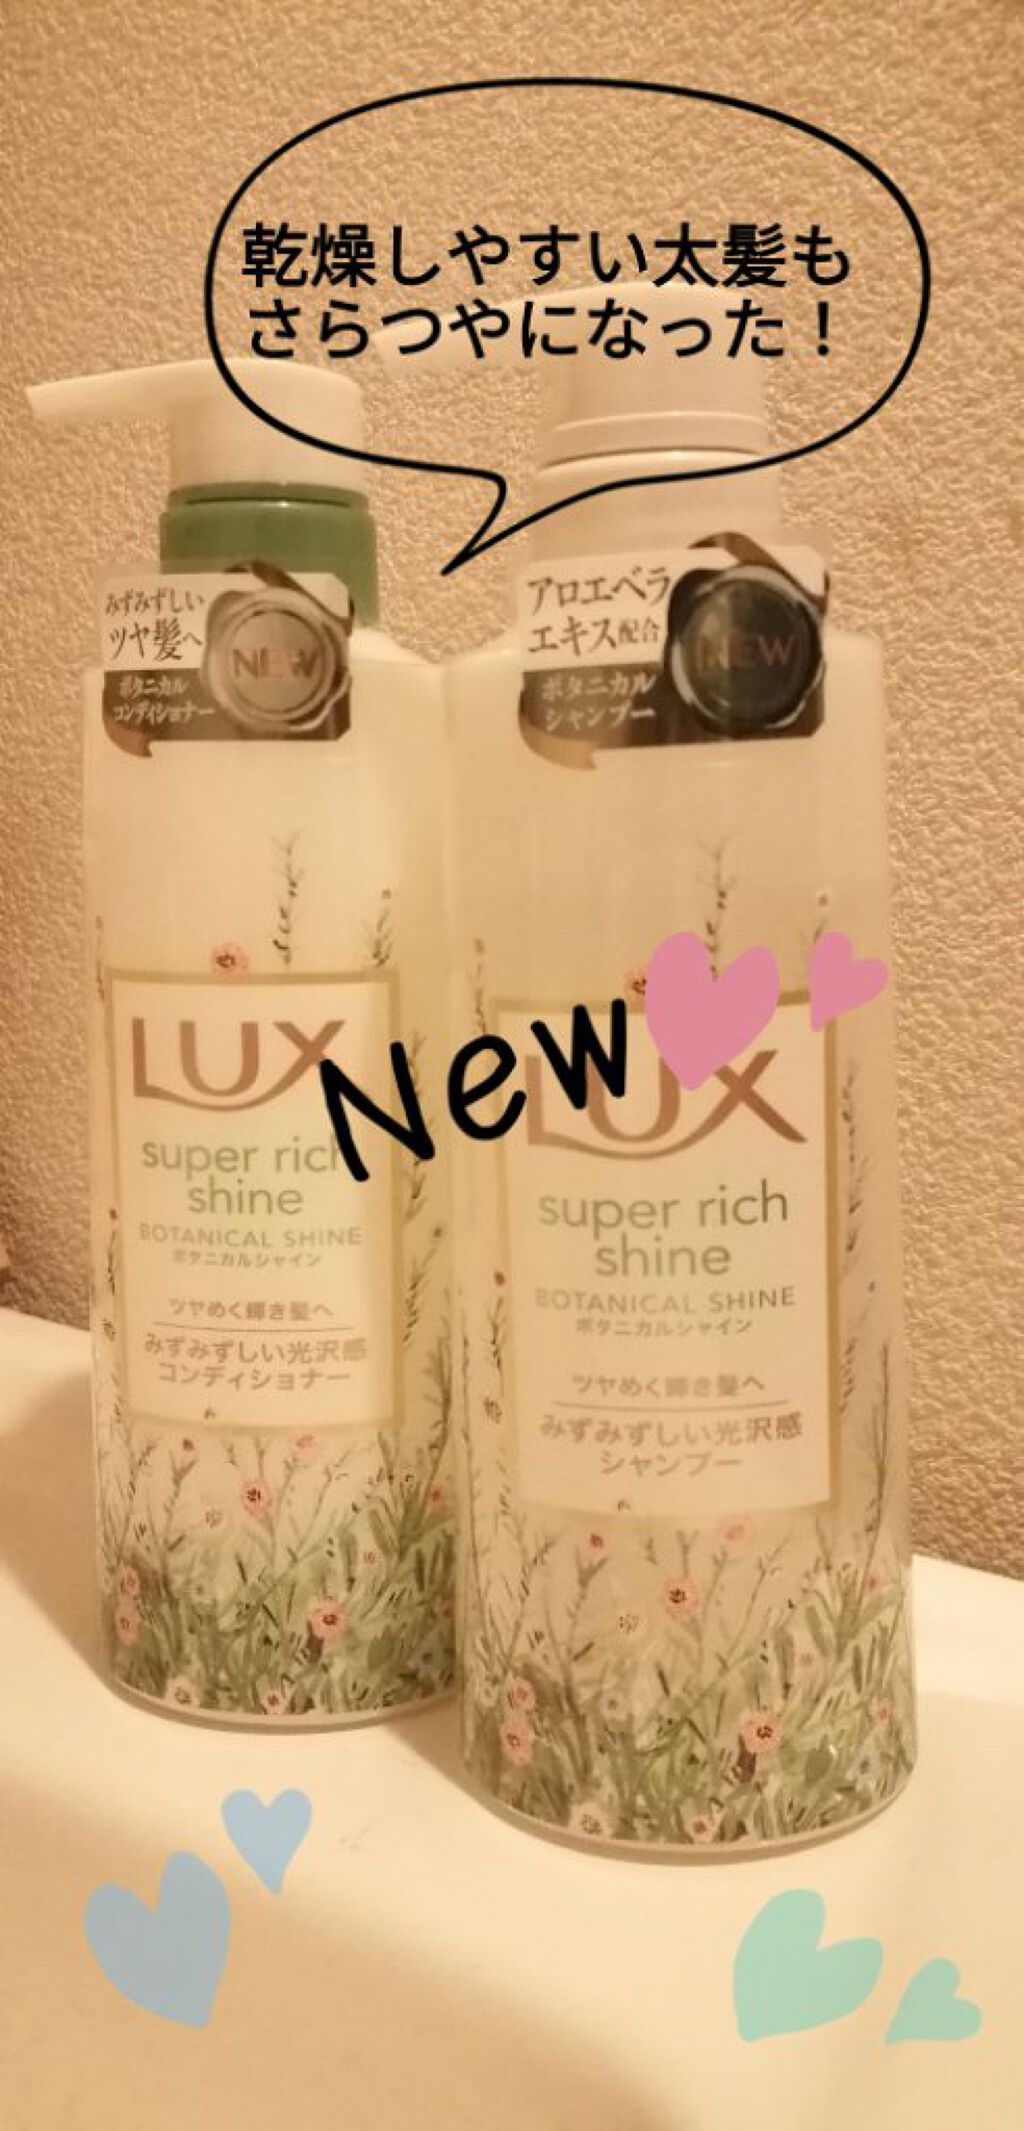 乾燥しやすい太髪も
さらつやになった！
みずみずしい
ツヤ髪へ
NEW
ボタニカル
コンディショナー
アロエベラ
エキス配合
NEW
ボタニカル
シャンプー
New
LUX
super rich
shine
BOTANICAL SHINE
ボタニカルシャイン
ツヤめく輝き髪へ
みずみずしい光沢感
コンディショナー
LUX
super rich
shine
BOTANICAL SHINE
ボタニカルシャイン
ツヤめく輝き髪へ
みずみずしい光沢感
シャンプー